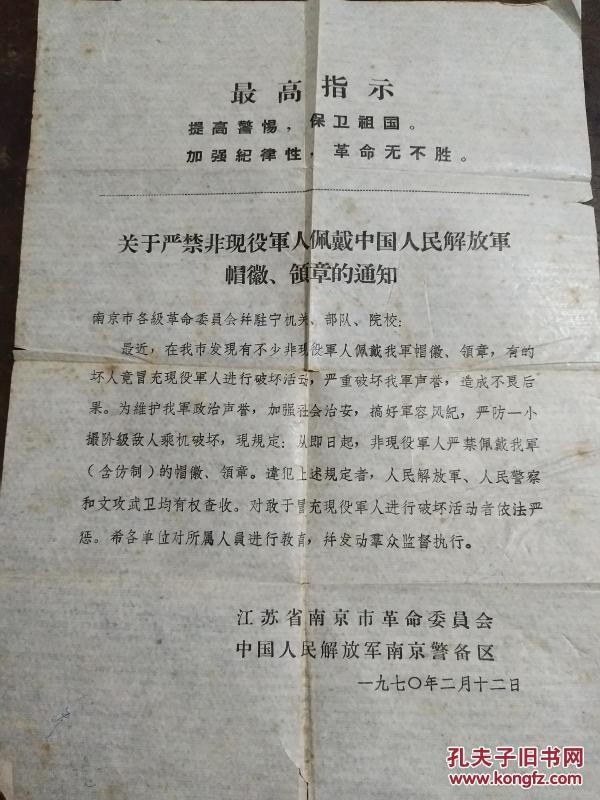 最高指示
提高警惕，保卫祖国。
加强紀律性，革命无不胜。
关于严禁非现役軍人佩戴中国人民解放軍
帽徽、領章的通知
南京市各級革命委員会幷駐宁机关、部队、院校：
最近，在我市发现有不少非现役軍人佩戴我軍帽徽、領章，有的
坏人竟冒充现役軍人进行破坏活动，严重破坏我軍声誉，造成不良后
果。为維护我軍政治声誉，加强社会治安，搞好軍容风紀，严防一小
撮阶級敌人乘机破坏，现規定：从即日起，非现役軍人严禁佩戴我軍
（含仿制）的帽徽、領章。違犯上述規定者，人民解放軍、人民警察
和文攻武卫均有权查收。对敢于冒充现役軍人进行破坏活动者依法严
惩。希各单位对所属人員进行教育，幷发动羣众监督执行。
江苏省南京市革命委員会
中国人民解放军南京警备区
一九七〇年二月十二日
孔夫子旧书网
www.kongfz.com